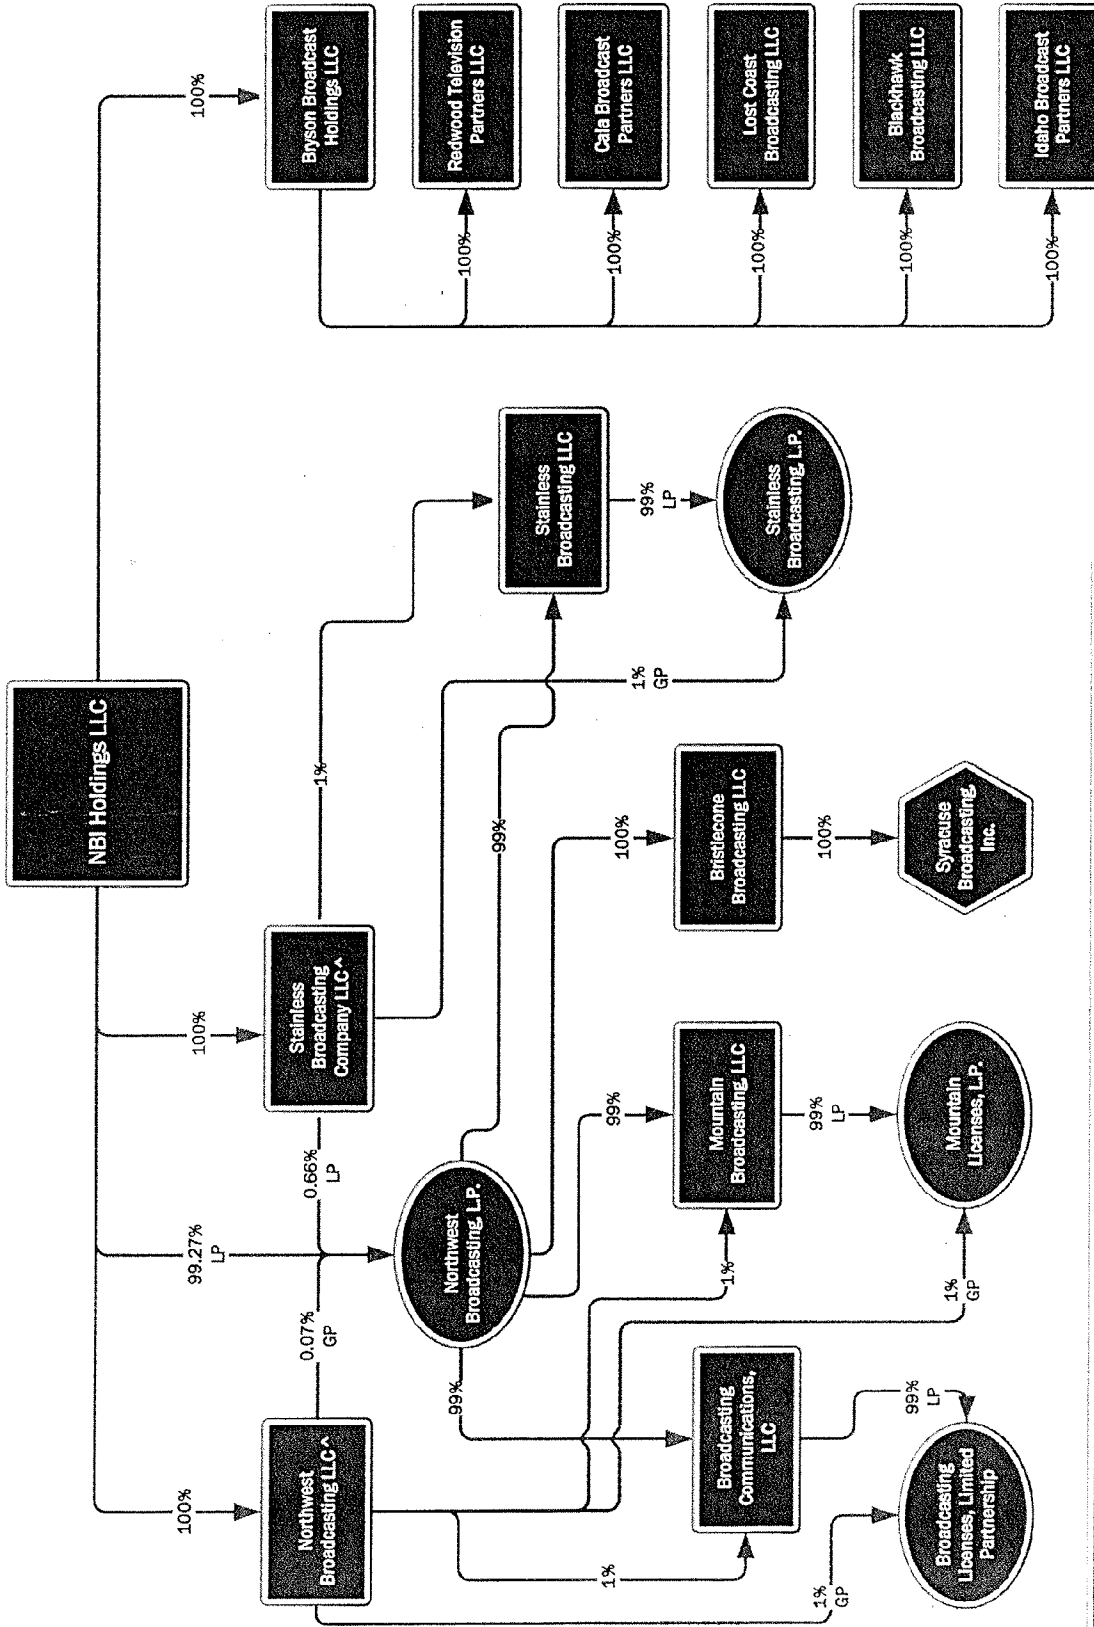 NBI Holdings LLC
100%
99.27%
LP
100%
100%
Northwest
Broadcasting LLC^
0.07%
GP
0.66%
LP
Stainless
Broadcasting
Company LLC^
Bryson Broadcast
Holdings LLC
1%
Northwest
Broadcasting, L.P.
99%
99%
1%
GP
1%
99%
100%
1%
1%
GP
1%
GP
Stainless
Broadcasting LLC
99%
LP
Stainless
Broadcasting, L.P.
Broadcasting
Communications,
LLC
99%
LP
Broadcasting
Licenses, Limited
Partnership
Mountain
Broadcasting, LLC
99%
LP
Mountain
Licenses, L.P.
Bristlecone
Broadcasting LLC
100%
Syracuse
Broadcasting,
Inc.
100%
Redwood Television
Partners LLC
100%
Cala Broadcast
Partners LLC
100%
Lost Coast
Broadcasting LLC
100%
Blackhawk
Broadcasting LLC
100%
Idaho Broadcast
Partners LLC